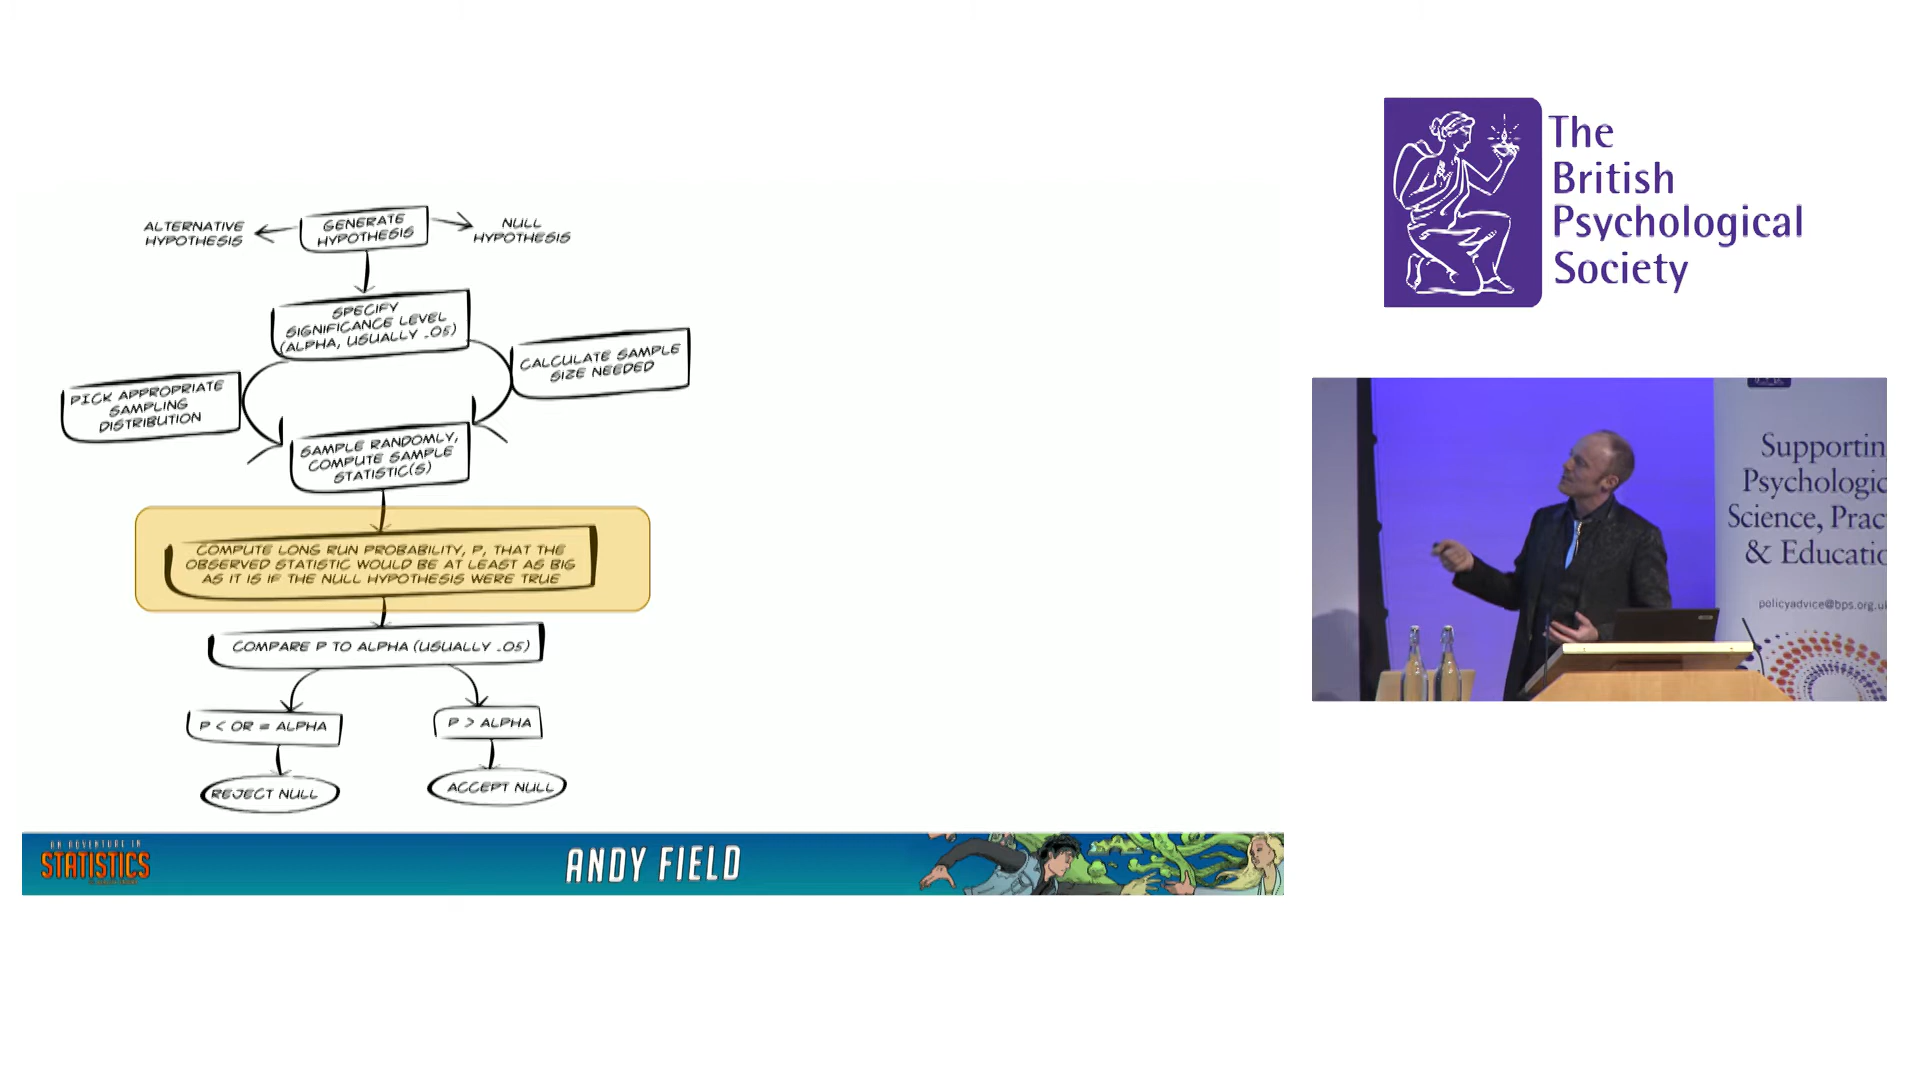 ALTERNATIVE
HYPOTHESIS
GENERATE
HYPOTHESIS
NULL
HYPOTHESIS
SPECIFY
SIGNIFICANCE LEVEL
(ALPHA, USUALLY .05)
CALCULATE SAMPLE
SIZE NEEDED
PICK APPROPRIATE
SAMPLING
DISTRIBUTION
SAMPLE RANDOMLY,
COMPUTE SAMPLE
STATISTIC(S)
COMPUTE LONG RUN PROBABILITY, P, THAT THE
OBSERVED STATISTIC WOULD BE AT LEAST AS BIG
AS IT IS IF THE NULL HYPOTHESIS WERE TRUE
COMPARE P TO ALPHA (USUALLY .05)
P < OR = ALPHA
P > ALPHA
REJECT NULL
ACCEPT NULL
AN ADVENTURE IN
STATISTICS
ANDY FIELD
The
British
Psychological
Society
Supportin
Psychologic
Science, Prac
& Educatio
policyadvice@bps.org.u